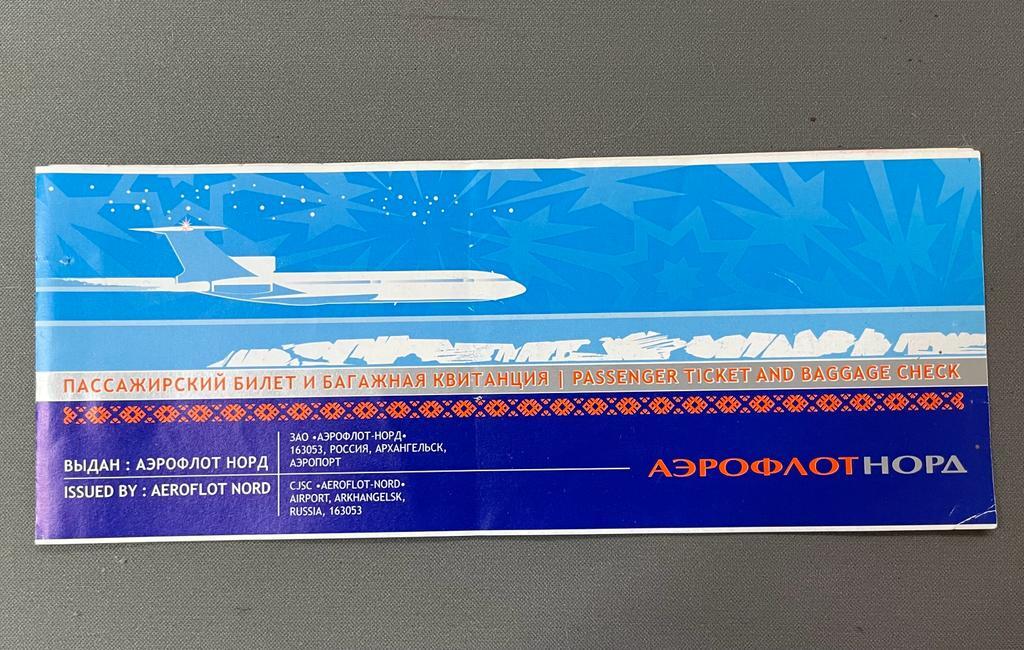 ПАССАЖИРСКИЙ БИЛЕТ И БАГАЖНАЯ КВИТАНЦИЯ | PASSENGER TICKET AND BAGGAGE CHECK
ВЫДАН : АЭРОФЛОТ НОРД
ISSUED BY : AEROFLOT NORD
ЗАО «АЭРОФЛОТ-НОРД»
163053, РОССИЯ, АРХАНГЕЛЬСК,
АЭРОПОРТ
CJSC «AEROFLOT-NORD»
AIRPORT, ARKHANGELSK,
RUSSIA, 163053
АЭРОФЛОТНОРД